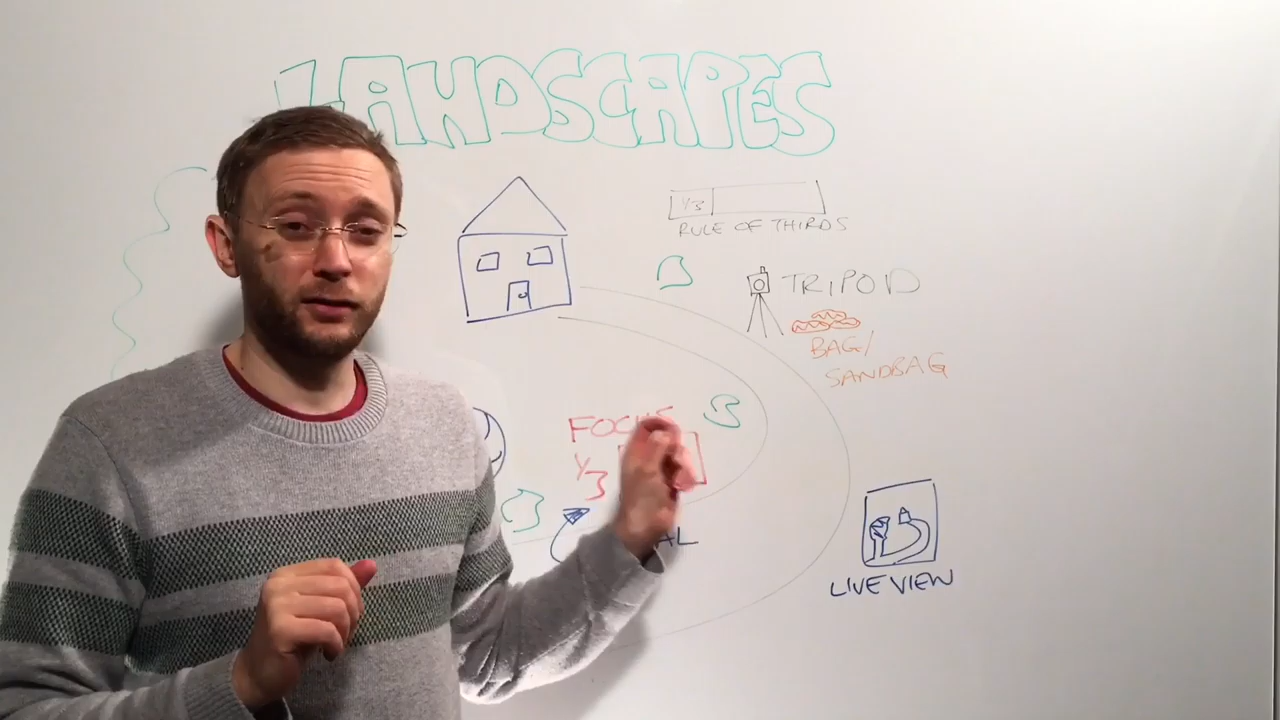 LANDSCAPES
1/3
RULE OF THIRDS
TRIPOD
BAG/
SANDBAG
FOCUS
1/3
LIVE VIEW